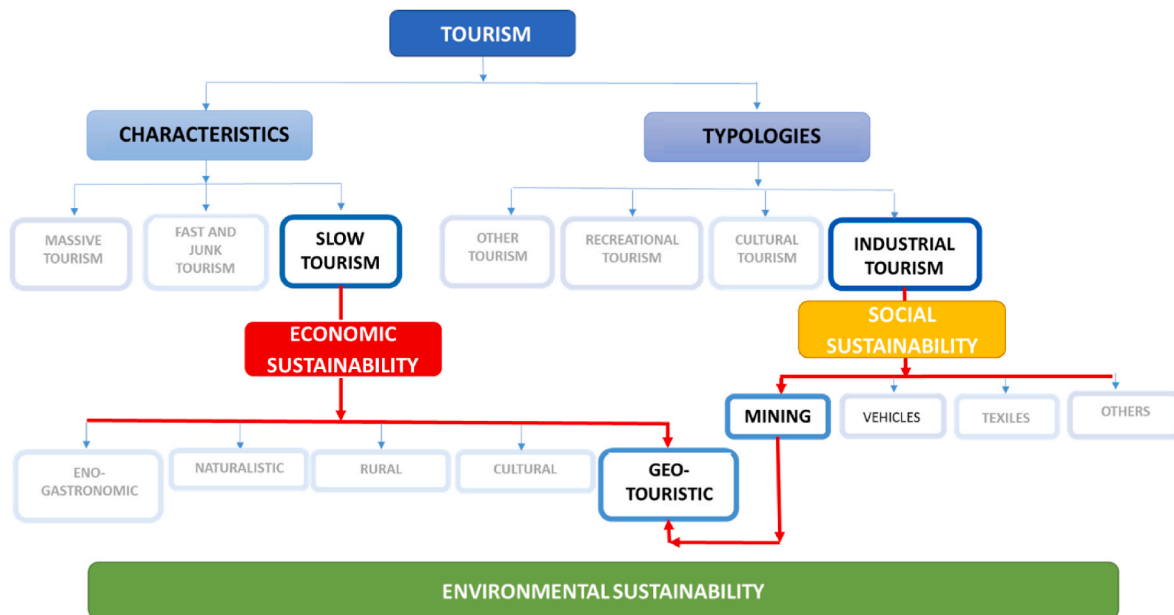 TOURISM
CHARACTERISTICS
TYPOLOGIES
MASSIVE
TOURISM
FAST AND
JUNK
TOURISM
SLOW
TOURISM
OTHER
TOURISM
RECREATIONAL
TOURISM
CULTURAL
TOURISM
INDUSTRIAL
TOURISM
ECONOMIC
SUSTAINABILITY
SOCIAL
SUSTAINABILITY
MINING
VEHICLES
TEXILES
OTHERS
ENO-
GASTRONOMIC
NATURALISTIC
RURAL
CULTURAL
GEO-
TOURISTIC
ENVIRONMENTAL SUSTAINABILITY